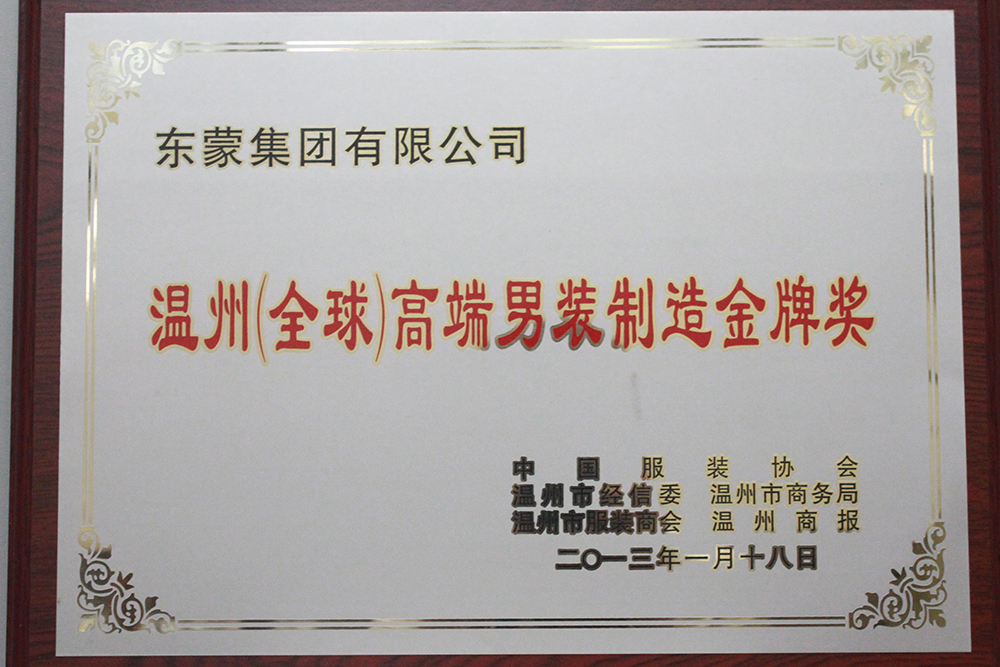 东蒙集团有限公司
温州(全球)高端男装制造金牌奖
中国服装协会
温州市经信委 温州市商务局
温州市服装商会 温州商报
二〇一三年一月十八日